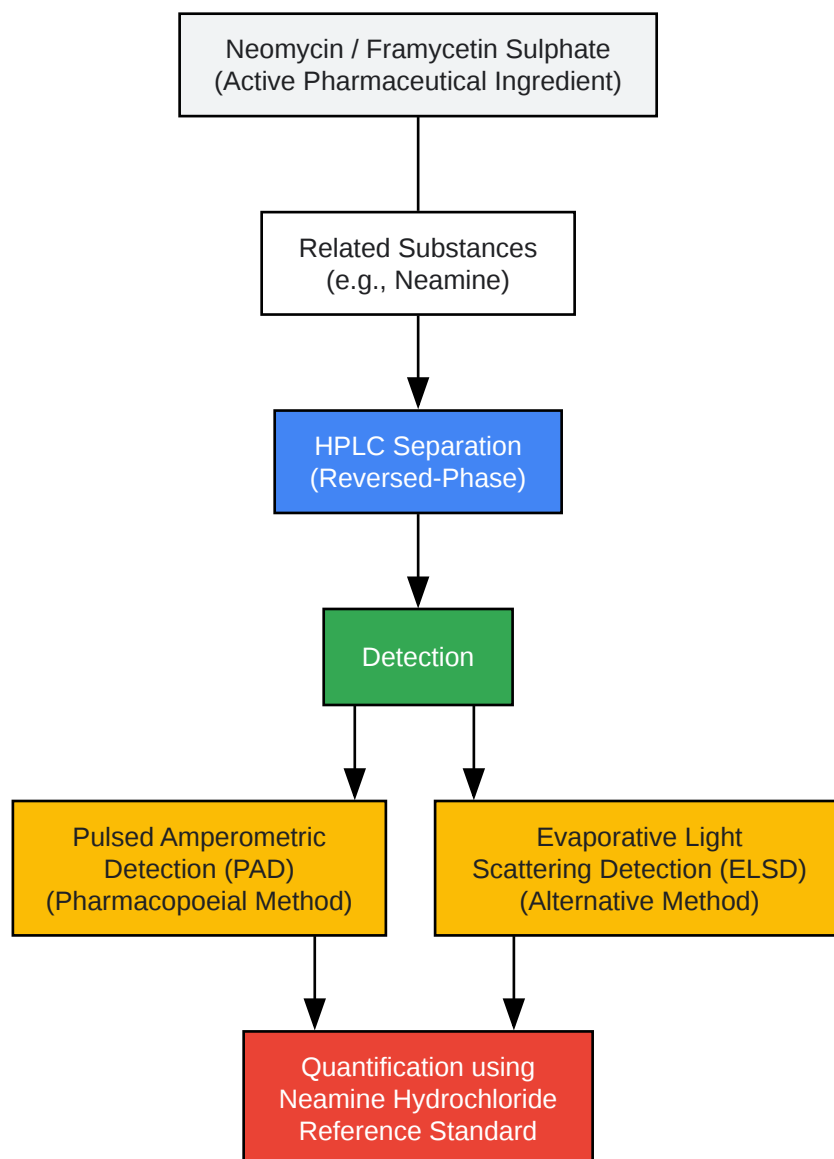 Neomycin / Framycetin Sulphate
(Active Pharmaceutical Ingredient)
Related Substances
(e.g., Neamine)
HPLC Separation
(Reversed-Phase)
Detection
Pulsed Amperometric
Detection (PAD)
(Pharmacopoeial Method)
Evaporative Light
Scattering Detection (ELSD)
(Alternative Method)
Quantification using
Neamine Hydrochloride
Reference Standard